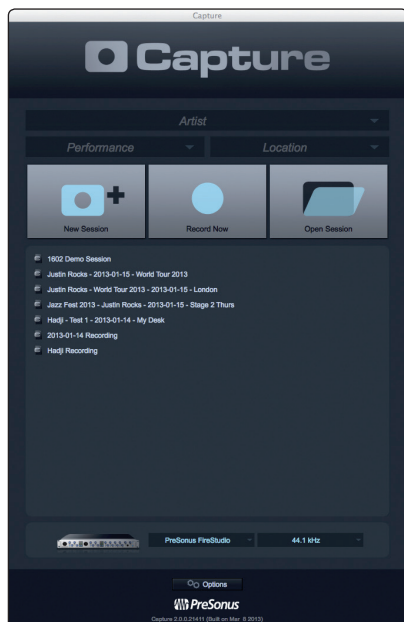 Capture
Capture
Artist
Performance
Location
New Session
Record Now
Open Session
1602 Demo Session
Justin Rocks - 2013-01-15 - World Tour 2013
Justin Rocks - World Tour 2013 - 2013-01-15 - London
Jazz Fest 2013 - Justin Rocks - 2013-01-15 - Stage 2 Thurs
Hadji - Test 1 - 2013-01-14 - My Desk
2013-01-14 Recording
Hadji Recording
PreSonus FireStudio
44.1 kHz
Options
PreSonus
Capture 2.0.0.21411 (Built on Mar 8 2013)